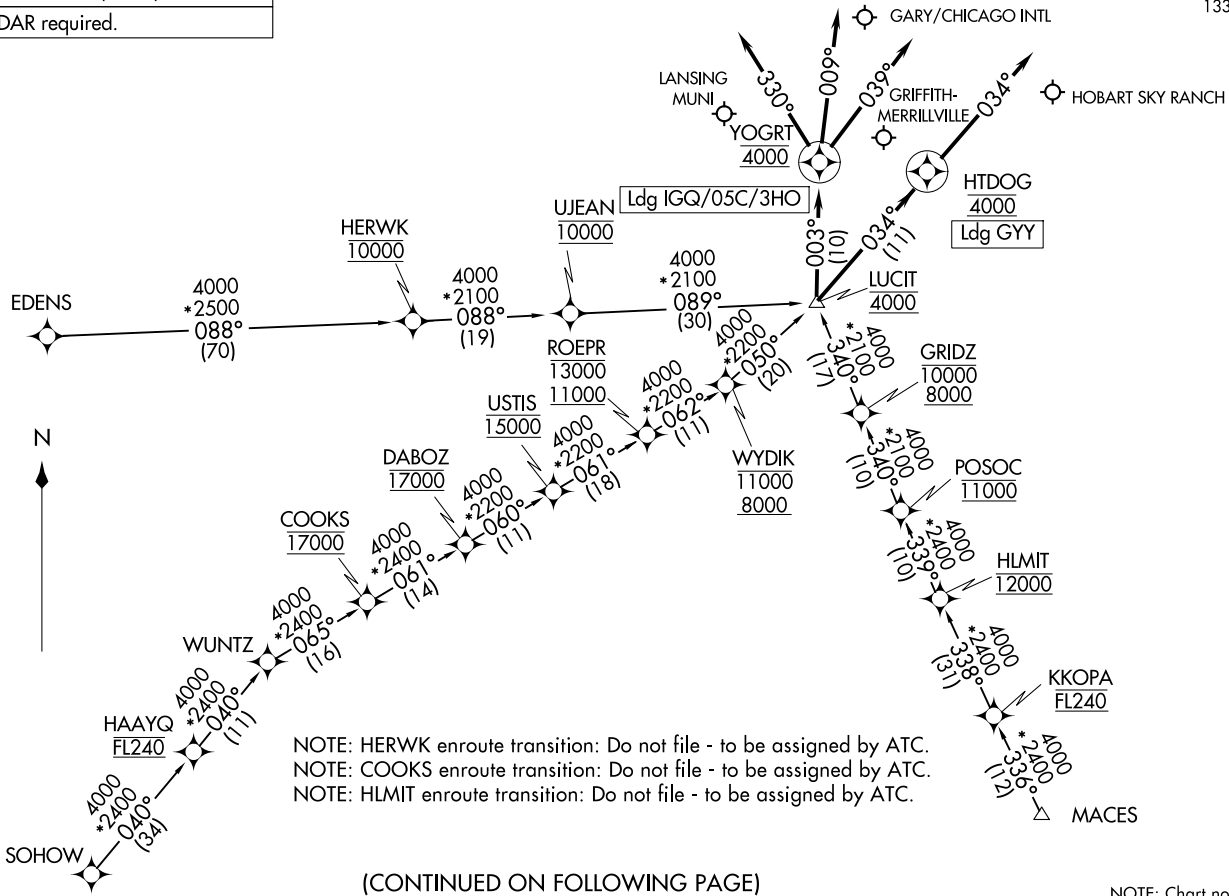 DAR required.
133
GARY/CHICAGO INTL
LANSING
MUNI
330°
009°
039°
GRIFFITH-
MERRILLVILLE
034°
HOBART SKY RANCH
YOGRT
4000
Ldg IGQ/05C/3HO
HTDOG
4000
Ldg GYY
003°
(10)
034°
(11)
LUCIT
4000
EDENS
4000
*2500
088°
(70)
HERWK
10000
4000
*2100
088°
(19)
UJEAN
10000
4000
*2100
089°
(30)
4000
*2200
050°
(20)
ROEPR
13000
11000
4000
*2200
062°
(11)
WYDIK
11000
8000
USTIS
15000
4000
*2200
061°
(18)
DABOZ
17000
4000
*2200
060°
(11)
COOKS
17000
4000
*2400
061°
(14)
WUNTZ
4000
*2400
065°
(16)
HAAYQ
FL240
4000
*2400
040°
(11)
SOHOW
4000
*2400
040°
(34)
4000
*2100
340°
(17)
GRIDZ
10000
8000
4000
*2100
340°
(10)
POSOC
11000
4000
*2400
339°
(10)
HLMIT
12000
4000
*2400
338°
(31)
KKOPA
FL240
4000
*2400
336°
(12)
MACES
N
NOTE: HERWK enroute transition: Do not file - to be assigned by ATC.
NOTE: COOKS enroute transition: Do not file - to be assigned by ATC.
NOTE: HLMIT enroute transition: Do not file - to be assigned by ATC.
(CONTINUED ON FOLLOWING PAGE)
NOTE: Chart no